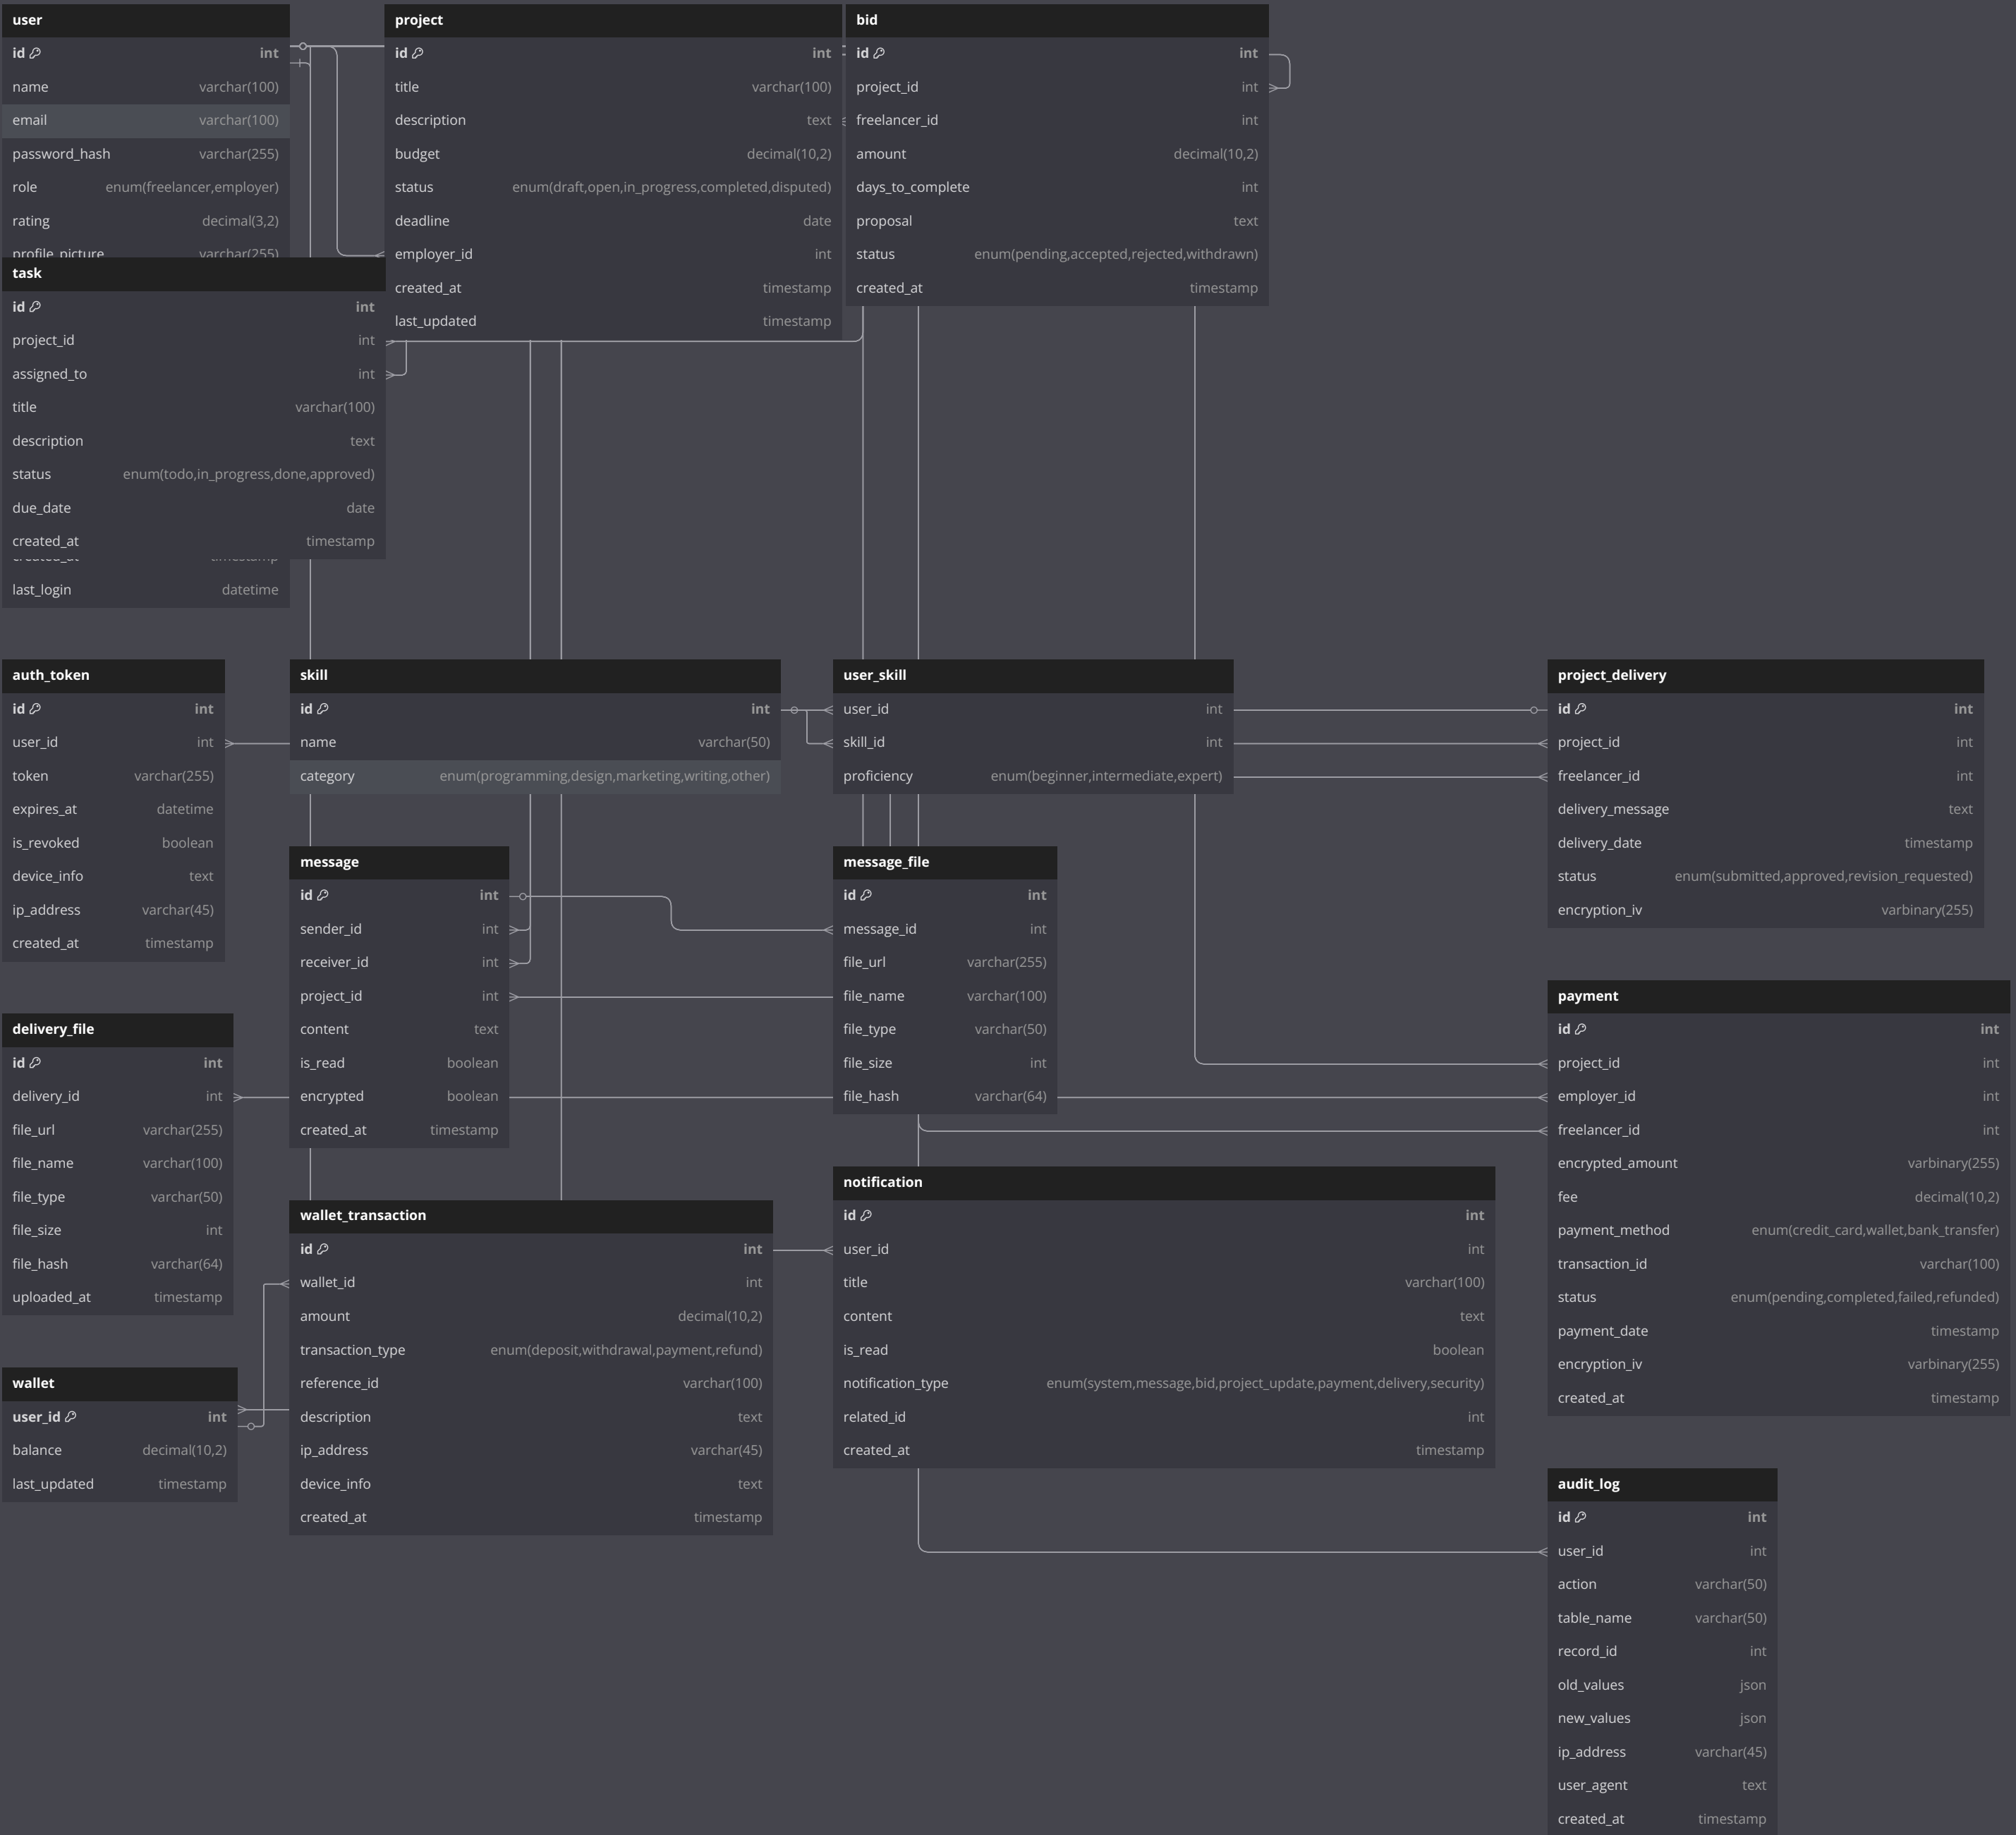 user
id int
name varchar(100)
email varchar(100)
password_hash varchar(255)
role enum(freelancer,employer)
rating decimal(3,2)
profile_picture varchar(255)
task
id int
project_id int
assigned_to int
title varchar(100)
description text
status enum(todo,in_progress,done,approved)
due_date date
created_at timestamp
created_at timestamp
last_login datetime
project
id int
title varchar(100)
description text
budget decimal(10,2)
status enum(draft,open,in_progress,completed,disputed)
deadline date
employer_id int
created_at timestamp
last_updated timestamp
bid
id int
project_id int
freelancer_id int
amount decimal(10,2)
days_to_complete int
proposal text
status enum(pending,accepted,rejected,withdrawn)
created_at timestamp
auth_token
id int
user_id int
token varchar(255)
expires_at datetime
is_revoked boolean
device_info text
ip_address varchar(45)
created_at timestamp
skill
id int
name varchar(50)
category enum(programming,design,marketing,writing,other)
user_skill
user_id int
skill_id int
proficiency enum(beginner,intermediate,expert)
project_delivery
id int
project_id int
freelancer_id int
delivery_message text
delivery_date timestamp
status enum(submitted,approved,revision_requested)
encryption_iv varbinary(255)
message
id int
sender_id int
receiver_id int
project_id int
content text
is_read boolean
encrypted boolean
created_at timestamp
message_file
id int
message_id int
file_url varchar(255)
file_name varchar(100)
file_type varchar(50)
file_size int
file_hash varchar(64)
payment
id int
project_id int
employer_id int
freelancer_id int
encrypted_amount varbinary(255)
fee decimal(10,2)
payment_method enum(credit_card,wallet,bank_transfer)
transaction_id varchar(100)
status enum(pending,completed,failed,refunded)
payment_date timestamp
encryption_iv varbinary(255)
created_at timestamp
delivery_file
id int
delivery_id int
file_url varchar(255)
file_name varchar(100)
file_type varchar(50)
file_size int
file_hash varchar(64)
uploaded_at timestamp
wallet_transaction
id int
wallet_id int
amount decimal(10,2)
transaction_type enum(deposit,withdrawal,payment,refund)
reference_id varchar(100)
description text
ip_address varchar(45)
device_info text
created_at timestamp
notification
id int
user_id int
title varchar(100)
content text
is_read boolean
notification_type enum(system,message,bid,project_update,payment,delivery,security)
related_id int
created_at timestamp
wallet
user_id int
balance decimal(10,2)
last_updated timestamp
audit_log
id int
user_id int
action varchar(50)
table_name varchar(50)
record_id int
old_values json
new_values json
ip_address varchar(45)
user_agent text
created_at timestamp